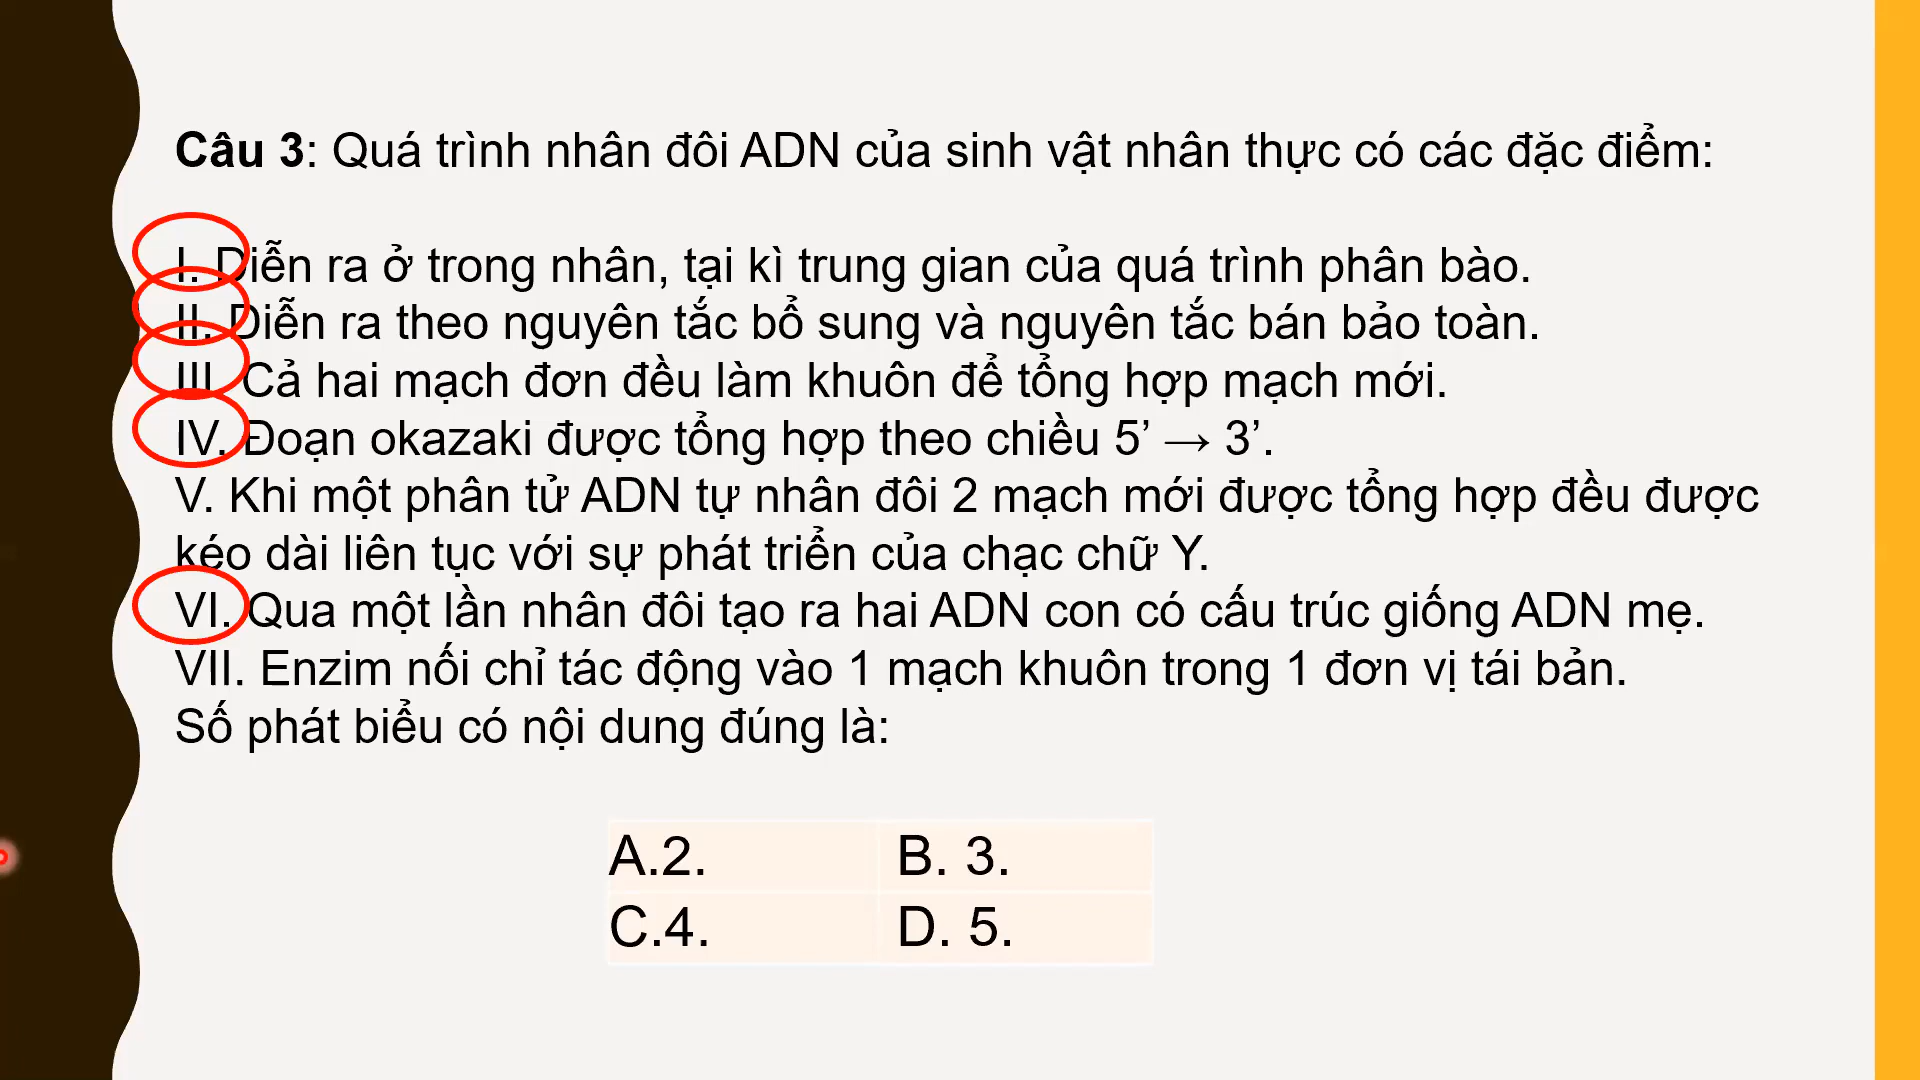 Câu 3: Quá trình nhân đôi ADN của sinh vật nhân thực có các đặc điểm:
I. Diễn ra ở trong nhân, tại kì trung gian của quá trình phân bào.
II. Diễn ra theo nguyên tắc bổ sung và nguyên tắc bán bảo toàn.
III. Cả hai mạch đơn đều làm khuôn để tổng hợp mạch mới.
IV. Đoạn okazaki được tổng hợp theo chiều 5’ → 3’.
V. Khi một phân tử ADN tự nhân đôi 2 mạch mới được tổng hợp đều được
kéo dài liên tục với sự phát triển của chạc chữ Y.
VI. Qua một lần nhân đôi tạo ra hai ADN con có cấu trúc giống ADN mẹ.
VII. Enzim nối chỉ tác động vào 1 mạch khuôn trong 1 đơn vị tái bản.
Số phát biểu có nội dung đúng là:
A.2. B. 3.
C.4. D. 5.